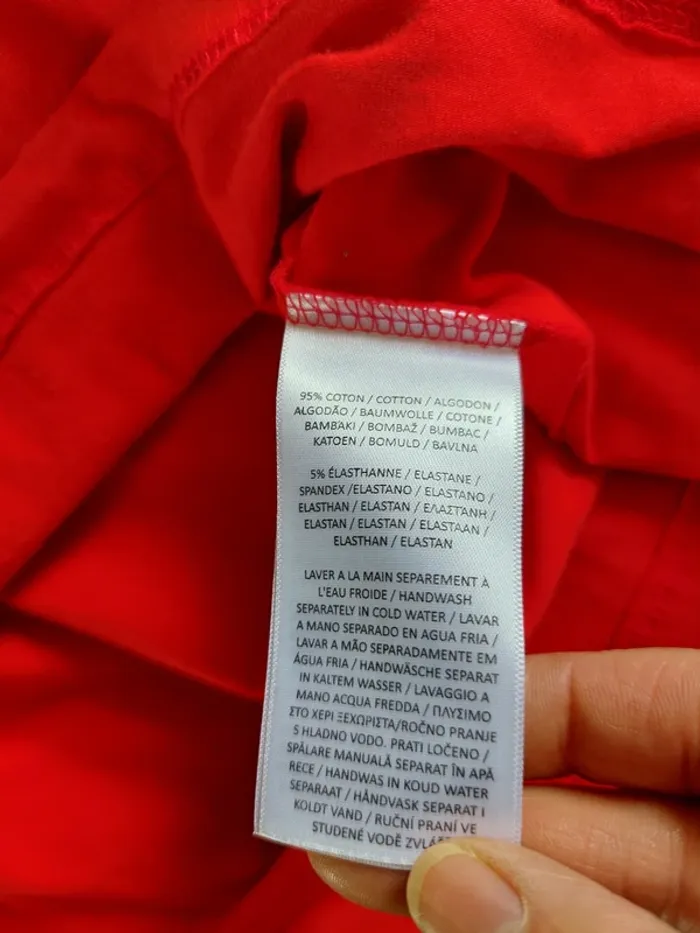 95% COTON / COTTON / ALGODON /
ALGODÃO / BAUMWOLLE / COTONE /
BAMBAKI / BOMBAŽ / BUMBAC /
KATOEN / BOMULD / BAVLNA
5% ÉLASTHANNE / ELASTANE /
SPANDEX /ELASTANO / ELASTANO /
ELASTHAN / ELASTAN / ΕΛΑΣΤΑΝΗ /
ELASTAN / ELASTAN / ELASTAAN /
ELASTHAN / ELASTAN
LAVER A LA MAIN SEPAREMENT À
L'EAU FROIDE / HANDWASH
SEPARATELY IN COLD WATER / LAVAR
A MANO SEPARADO EN AGUA FRIA /
LAVAR A MÃO SEPARADAMENTE EM
ÁGUA FRIA / HANDWÄSCHE SEPARAT
IN KALTEM WASSER / LAVAGGIO A
MANO ACQUA FREDDA / ΠΛΥΣΙΜΟ
ΣΤΟ ΧΕΡΙ ΞΕΧΩΡΙΣΤΑ/ROČNO PRANJE
S HLADNO VODO. PRATI LOČENO /
SPĂLARE MANUALĂ SEPARAT ÎN APĂ
RECE / HANDWAS IN KOUD WATER
SEPARAAT / HÅNDVASK SEPARAT I
KOLDT VAND / RUČNÍ PRANÍ VE
STUDENÉ VODĚ